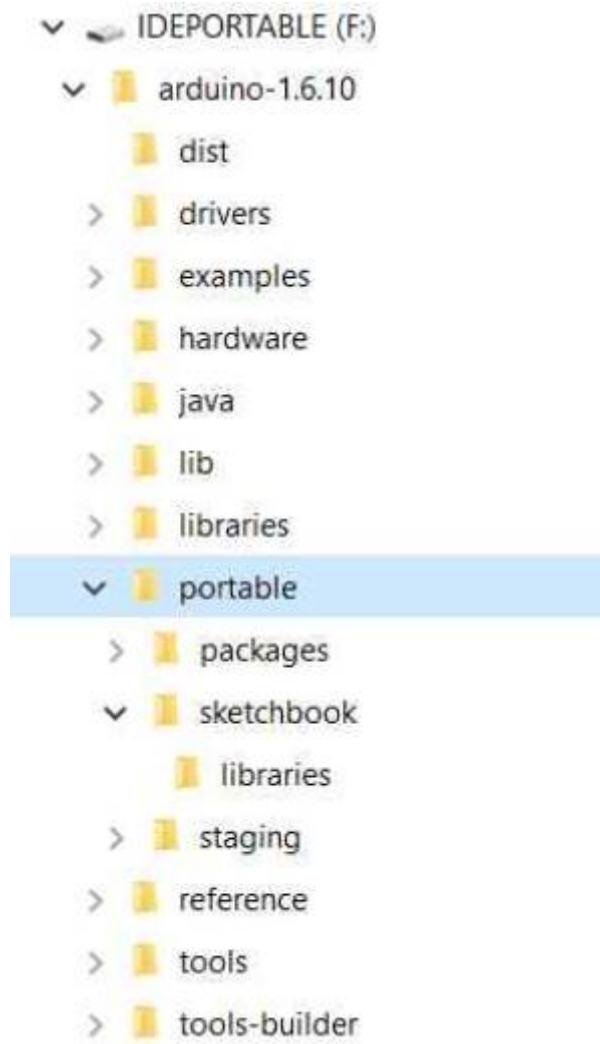 IDEPORTABLE (F:)
arduino-1.6.10
dist
drivers
examples
hardware
java
lib
libraries
portable
packages
sketchbook
libraries
staging
reference
tools
tools-builder